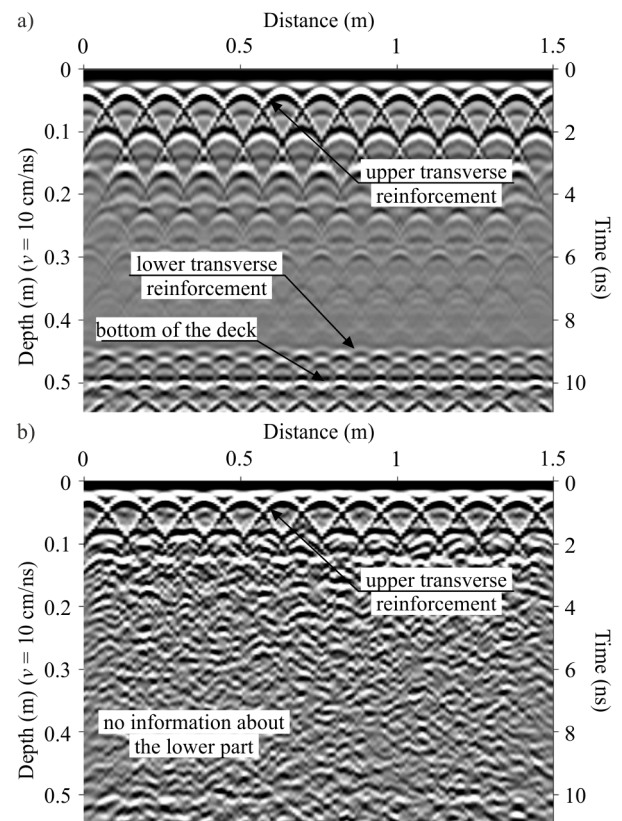 a)
Distance (m)
0 0.5 1 1.5
0 0
0.1 2
upper transverse
reinforcement
0.2 4
Depth (m) (v = 10 cm/ns)
Time (ns)
0.3 6
lower transverse
reinforcement
0.4 8
bottom of the deck
0.5 10
b)
Distance (m)
0 0.5 1 1.5
0 0
0.1 2
upper transverse
reinforcement
0.2 4
Depth (m) (v = 10 cm/ns)
Time (ns)
0.3 6
no information about
the lower part
0.4 8
0.5 10